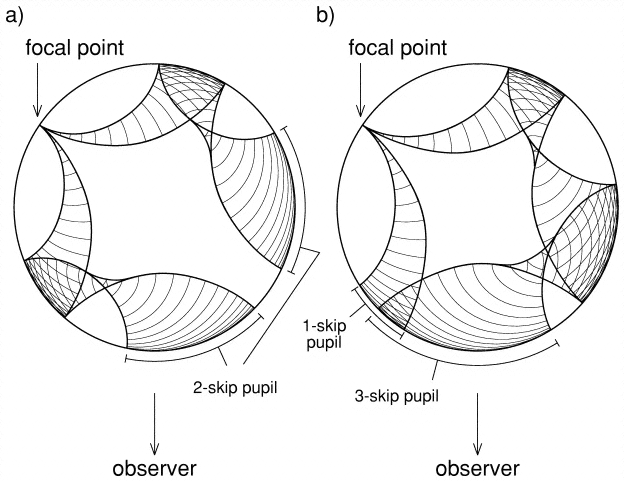 a)
focal point
2-skip pupil
observer
b)
focal point
1-skip
pupil
3-skip pupil
observer